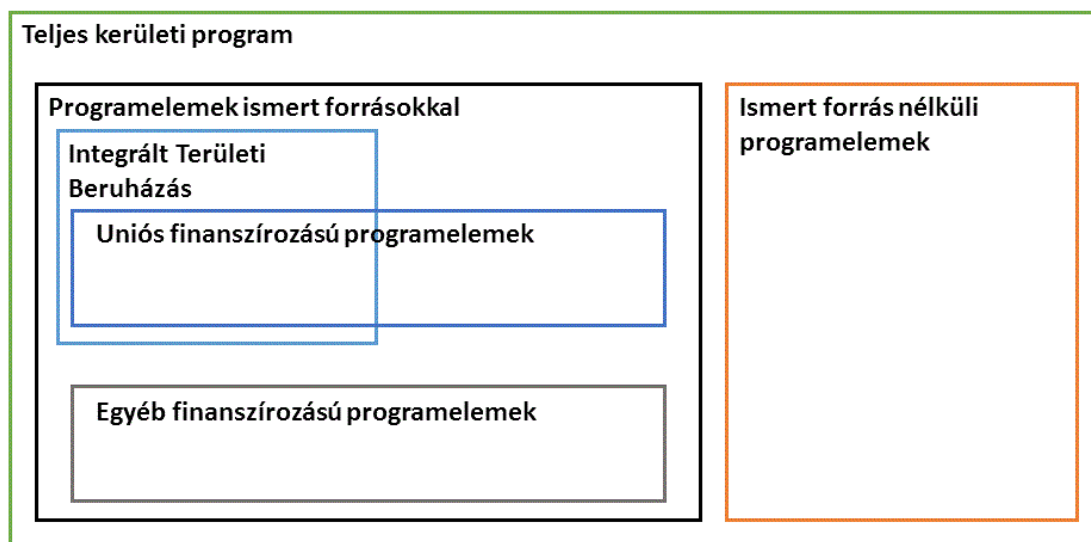 Teljes kerületi program
Programelemek ismert forrásokkal
Integrált Területi
Beruházás
Uniós finanszírozású programelemek
Egyéb finanszírozású programelemek
Ismert forrás nélküli
programelemek